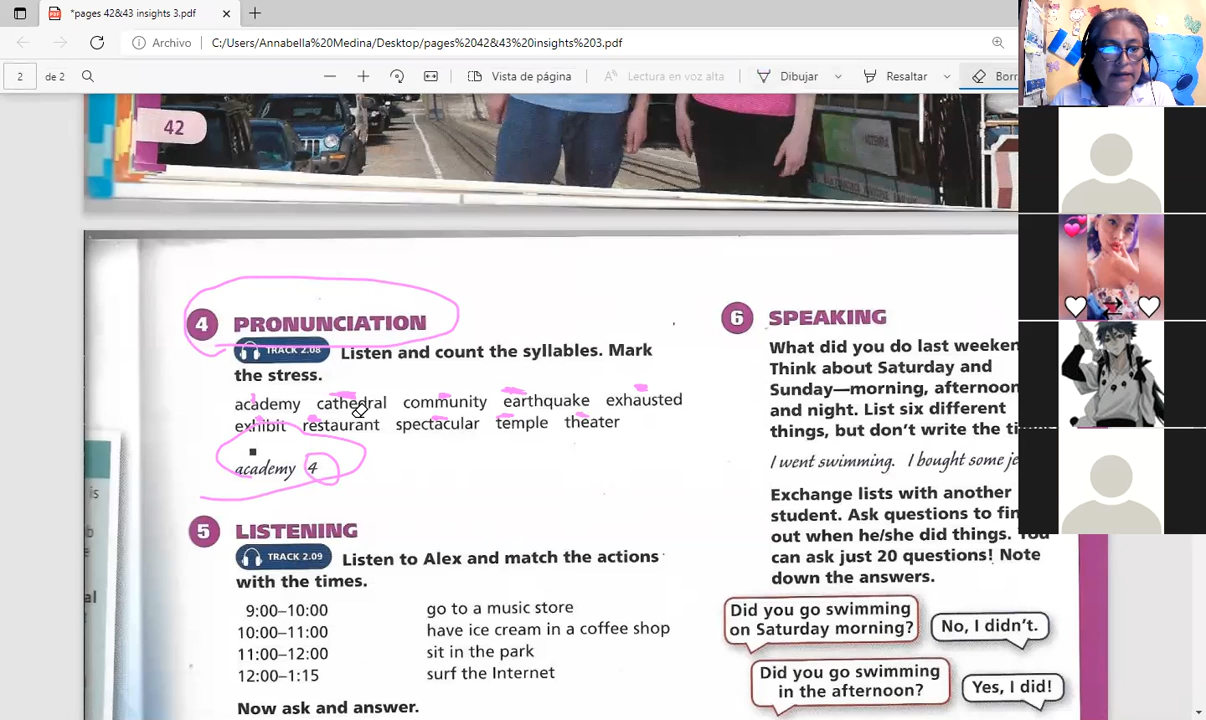 *pages 42&43 insights 3.pdf
Archivo
C:/Users/Annabella%20Medina/Desktop/pages%2042&43%20insights%203.pdf
2
de 2
Vista de página
Lectura en voz alta
Dibujar
Resaltar
Borr
42
4 PRONUNCIATION
TRACK 2.08 Listen and count the syllables. Mark
the stress.
academy cathedral community earthquake exhausted
exhibit restaurant spectacular temple theater
academy 4
5 LISTENING
TRACK 2.09 Listen to Alex and match the actions
with the times.
9:00–10:00 go to a music store
10:00–11:00 have ice cream in a coffee shop
11:00–12:00 sit in the park
12:00–1:15 surf the Internet
Now ask and answer.
6 SPEAKING
What did you do last weeken
Think about Saturday and
Sunday—morning, afternoon
and night. List six different
things, but don't write the ti
I went swimming. I bought some je
Exchange lists with another
student. Ask questions to fin
out when he/she did things. You
can ask just 20 questions! Note
down the answers.
Did you go swimming
on Saturday morning?
No, I didn't.
Did you go swimming
in the afternoon?
Yes, I did!
is
al